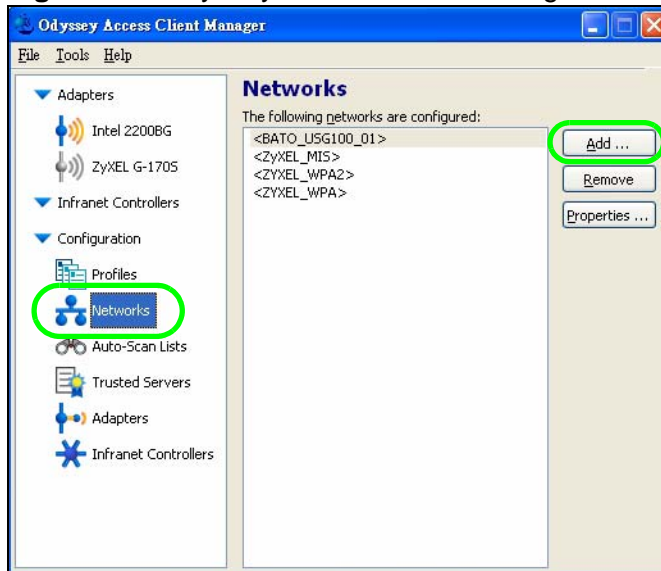 Odyssey Access Client Manager
File Tools Help
Adapters
Intel 2200BG
ZyXEL G-170S
Infranet Controllers
Configuration
Profiles
Networks
Auto-Scan Lists
Trusted Servers
Adapters
Infranet Controllers
Networks
The following networks are configured:
<BATO_USG100_01>
<ZyXEL_MIS>
<ZYXEL_WPA2>
<ZYXEL_WPA>
Add ...
Remove
Properties ...